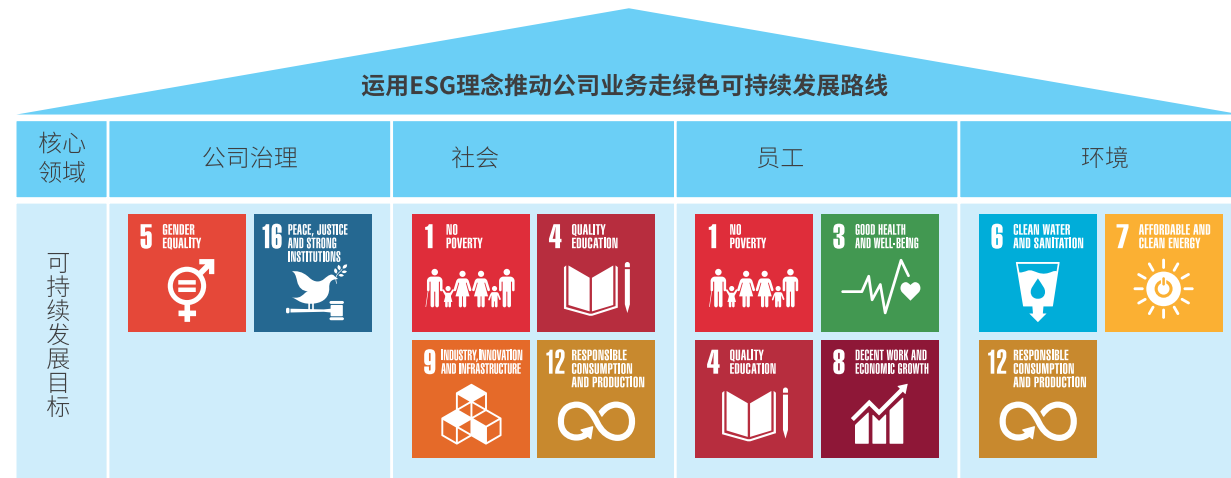 运用ESG理念推动公司业务走绿色可持续发展路线
核心
领域
公司治理
社会
员工
环境
可持续发展目标
5 GENDER
EQUALITY
16 PEACE, JUSTICE
AND STRONG
INSTITUTIONS
1 NO
POVERTY
4 QUALITY
EDUCATION
9 INDUSTRY, INNOVATION
AND INFRASTRUCTURE
12 RESPONSIBLE
CONSUMPTION
AND PRODUCTION
1 NO
POVERTY
3 GOOD HEALTH
AND WELL-BEING
4 QUALITY
EDUCATION
8 DECENT WORK AND
ECONOMIC GROWTH
6 CLEAN WATER
AND SANITATION
7 AFFORDABLE AND
CLEAN ENERGY
12 RESPONSIBLE
CONSUMPTION
AND PRODUCTION